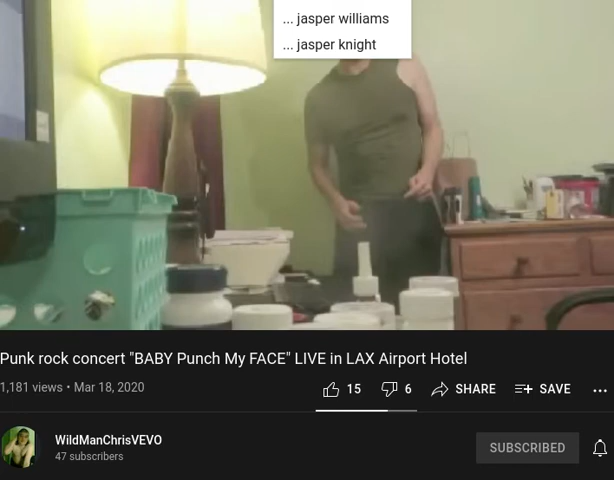 ... jasper williams
... jasper knight
Punk rock concert "BABY Punch My FACE" LIVE in LAX Airport Hotel
1,181 views • Mar 18, 2020
15
6
SHARE
SAVE
...
WildManChrisVEVO
47 subscribers
SUBSCRIBED